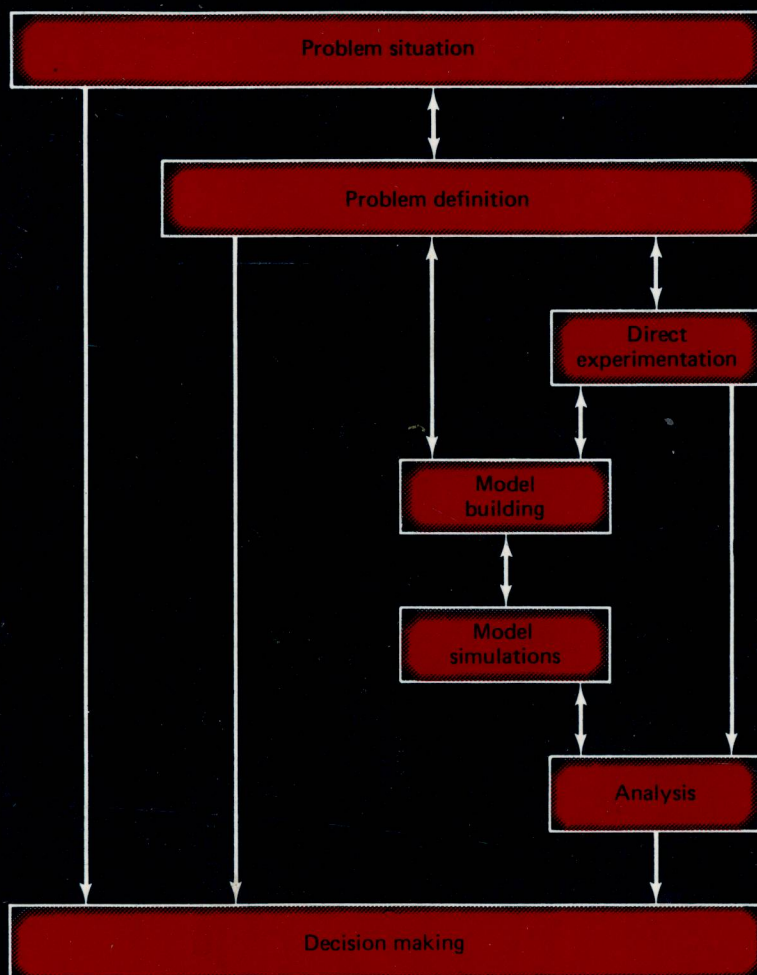 Problem situation
Problem definition
Direct
experimentation
Model
building
Model
simulations
Analysis
Decision making